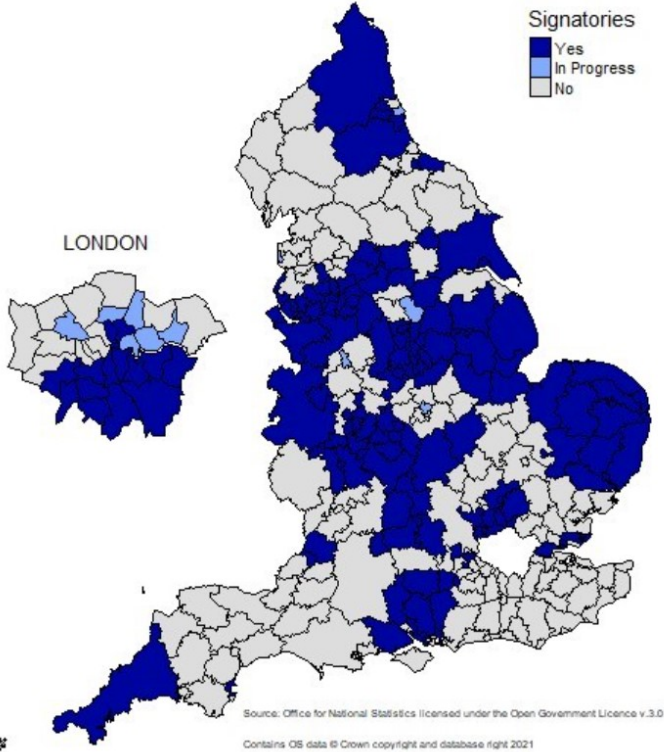 Signatories
Yes
In Progress
No
LONDON
Source: Office for National Statistics licensed under the Open Government Licence v.3.0
Contains OS data © Crown copyright and database right 2021